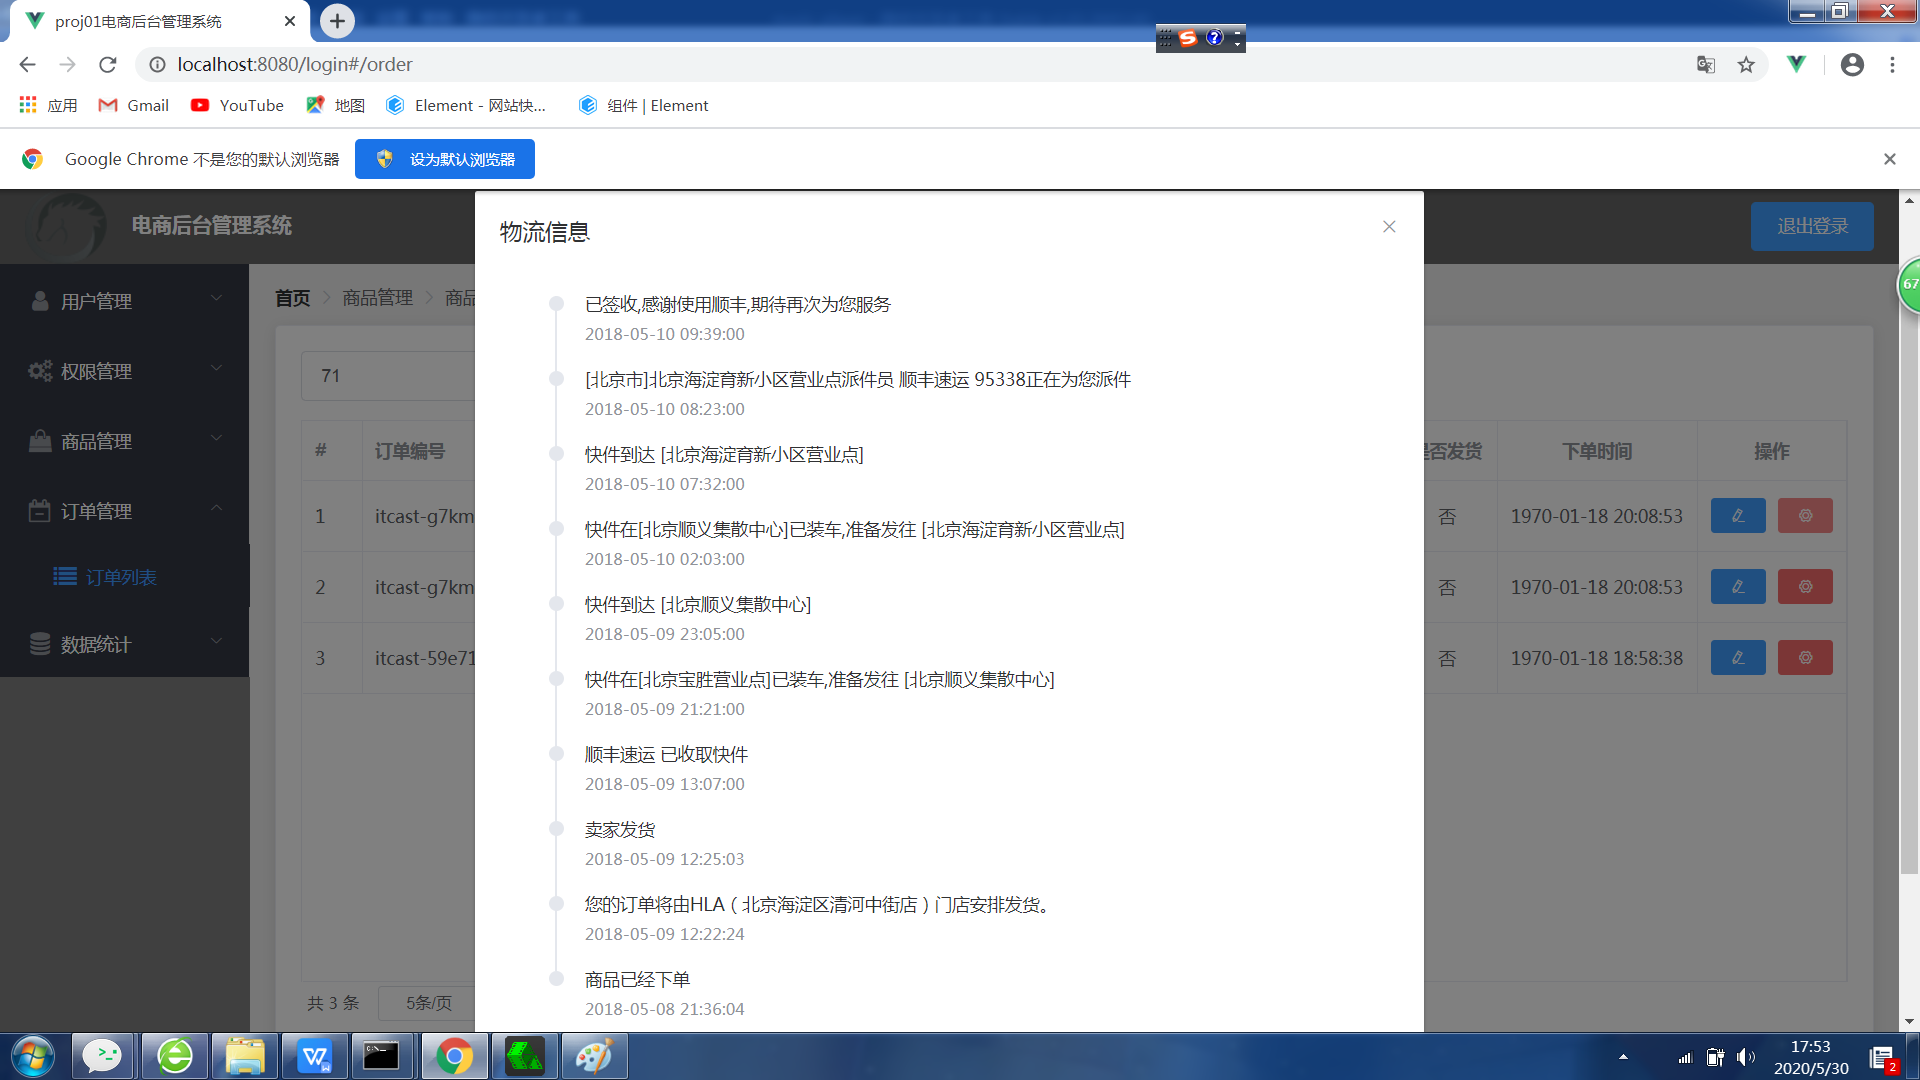 proj01电商后台管理系统
localhost:8080/login#/order
应用 Gmail YouTube 地图 Element - 网站快... 组件 | Element
Google Chrome 不是您的默认浏览器 设为默认浏览器
电商后台管理系统
退出登录
用户管理
权限管理
商品管理
订单管理
订单列表
数据统计
首页 商品管理 商品
71
# 订单编号 是否发货 下单时间 操作
1 itcast-g7km 否 1970-01-18 20:08:53
2 itcast-g7km 否 1970-01-18 20:08:53
3 itcast-59e71 否 1970-01-18 18:58:38
共 3 条 5条/页
物流信息
已签收,感谢使用顺丰,期待再次为您服务
2018-05-10 09:39:00
[北京市]北京海淀育新小区营业点派件员 顺丰速运 95338正在为您派件
2018-05-10 08:23:00
快件到达 [北京海淀育新小区营业点]
2018-05-10 07:32:00
快件在[北京顺义集散中心]已装车,准备发往 [北京海淀育新小区营业点]
2018-05-10 02:03:00
快件到达 [北京顺义集散中心]
2018-05-09 23:05:00
快件在[北京宝胜营业点]已装车,准备发往 [北京顺义集散中心]
2018-05-09 21:21:00
顺丰速运 已收取快件
2018-05-09 13:07:00
卖家发货
2018-05-09 12:25:03
您的订单将由HLA（北京海淀区清河中街店）门店安排发货。
2018-05-09 12:22:24
商品已经下单
2018-05-08 21:36:04
67
17:53
2020/5/30
2